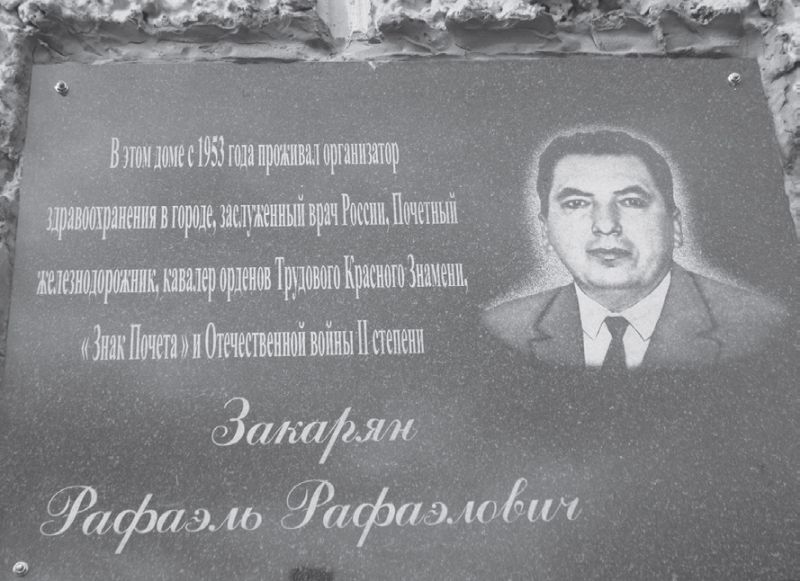 В этом доме с 1953 года проживал организатор
здравоохранения в городе, заслуженный врач России, Почетный
железнодорожник, кавалер орденов Трудового Красного Знамени,
« Знак Почета » и Отечественной войны II степени
Закарян
Рафаэль Рафаэлович